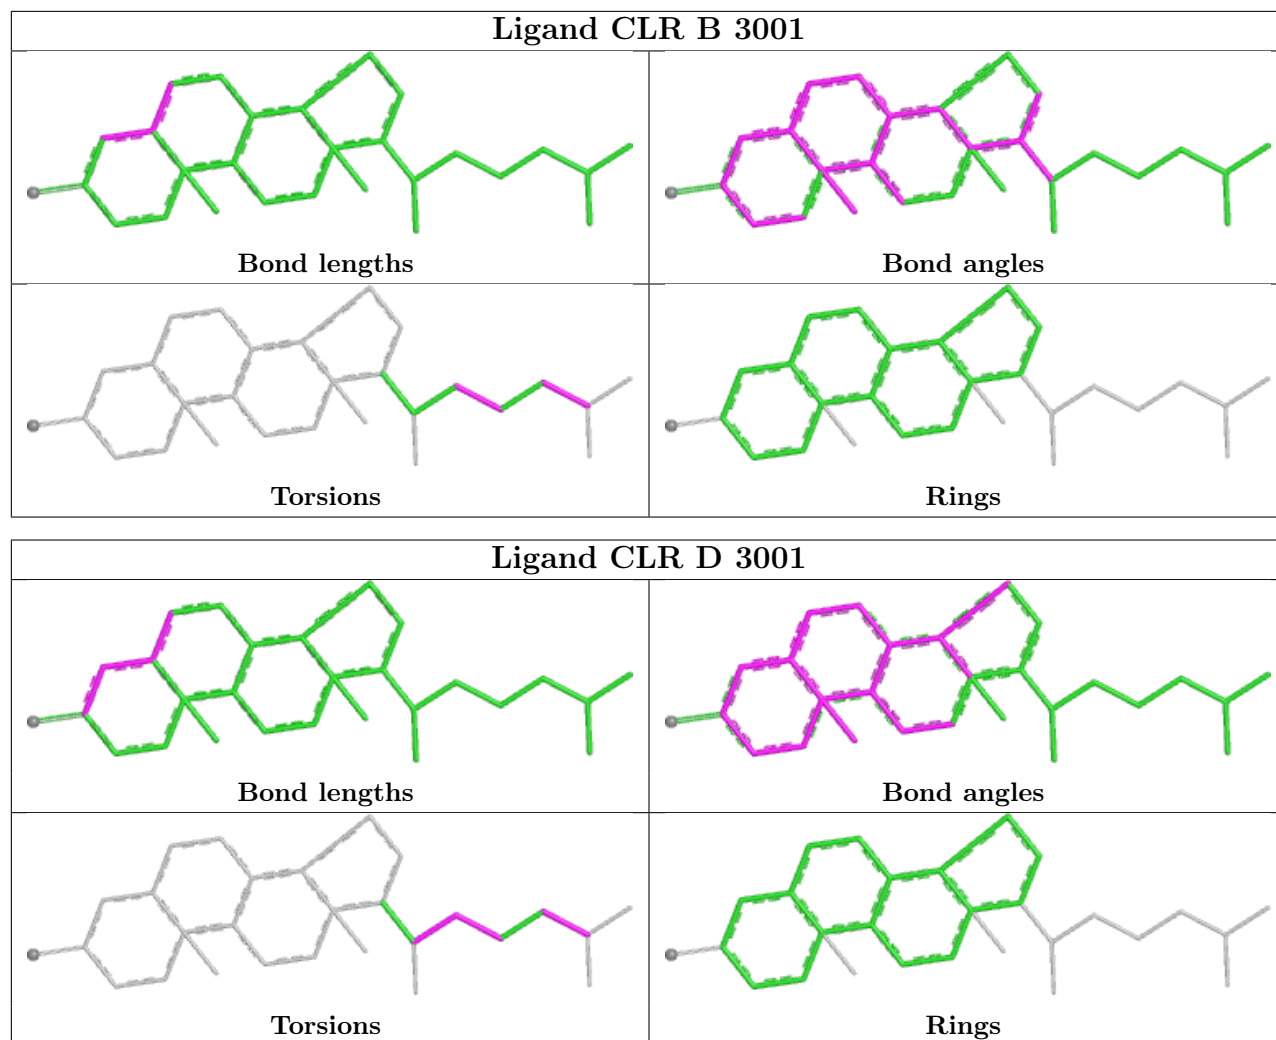 Ligand CLR B 3001
Bond lengths
Bond angles
Torsions
Rings
Ligand CLR D 3001
Bond lengths
Bond angles
Torsions
Rings